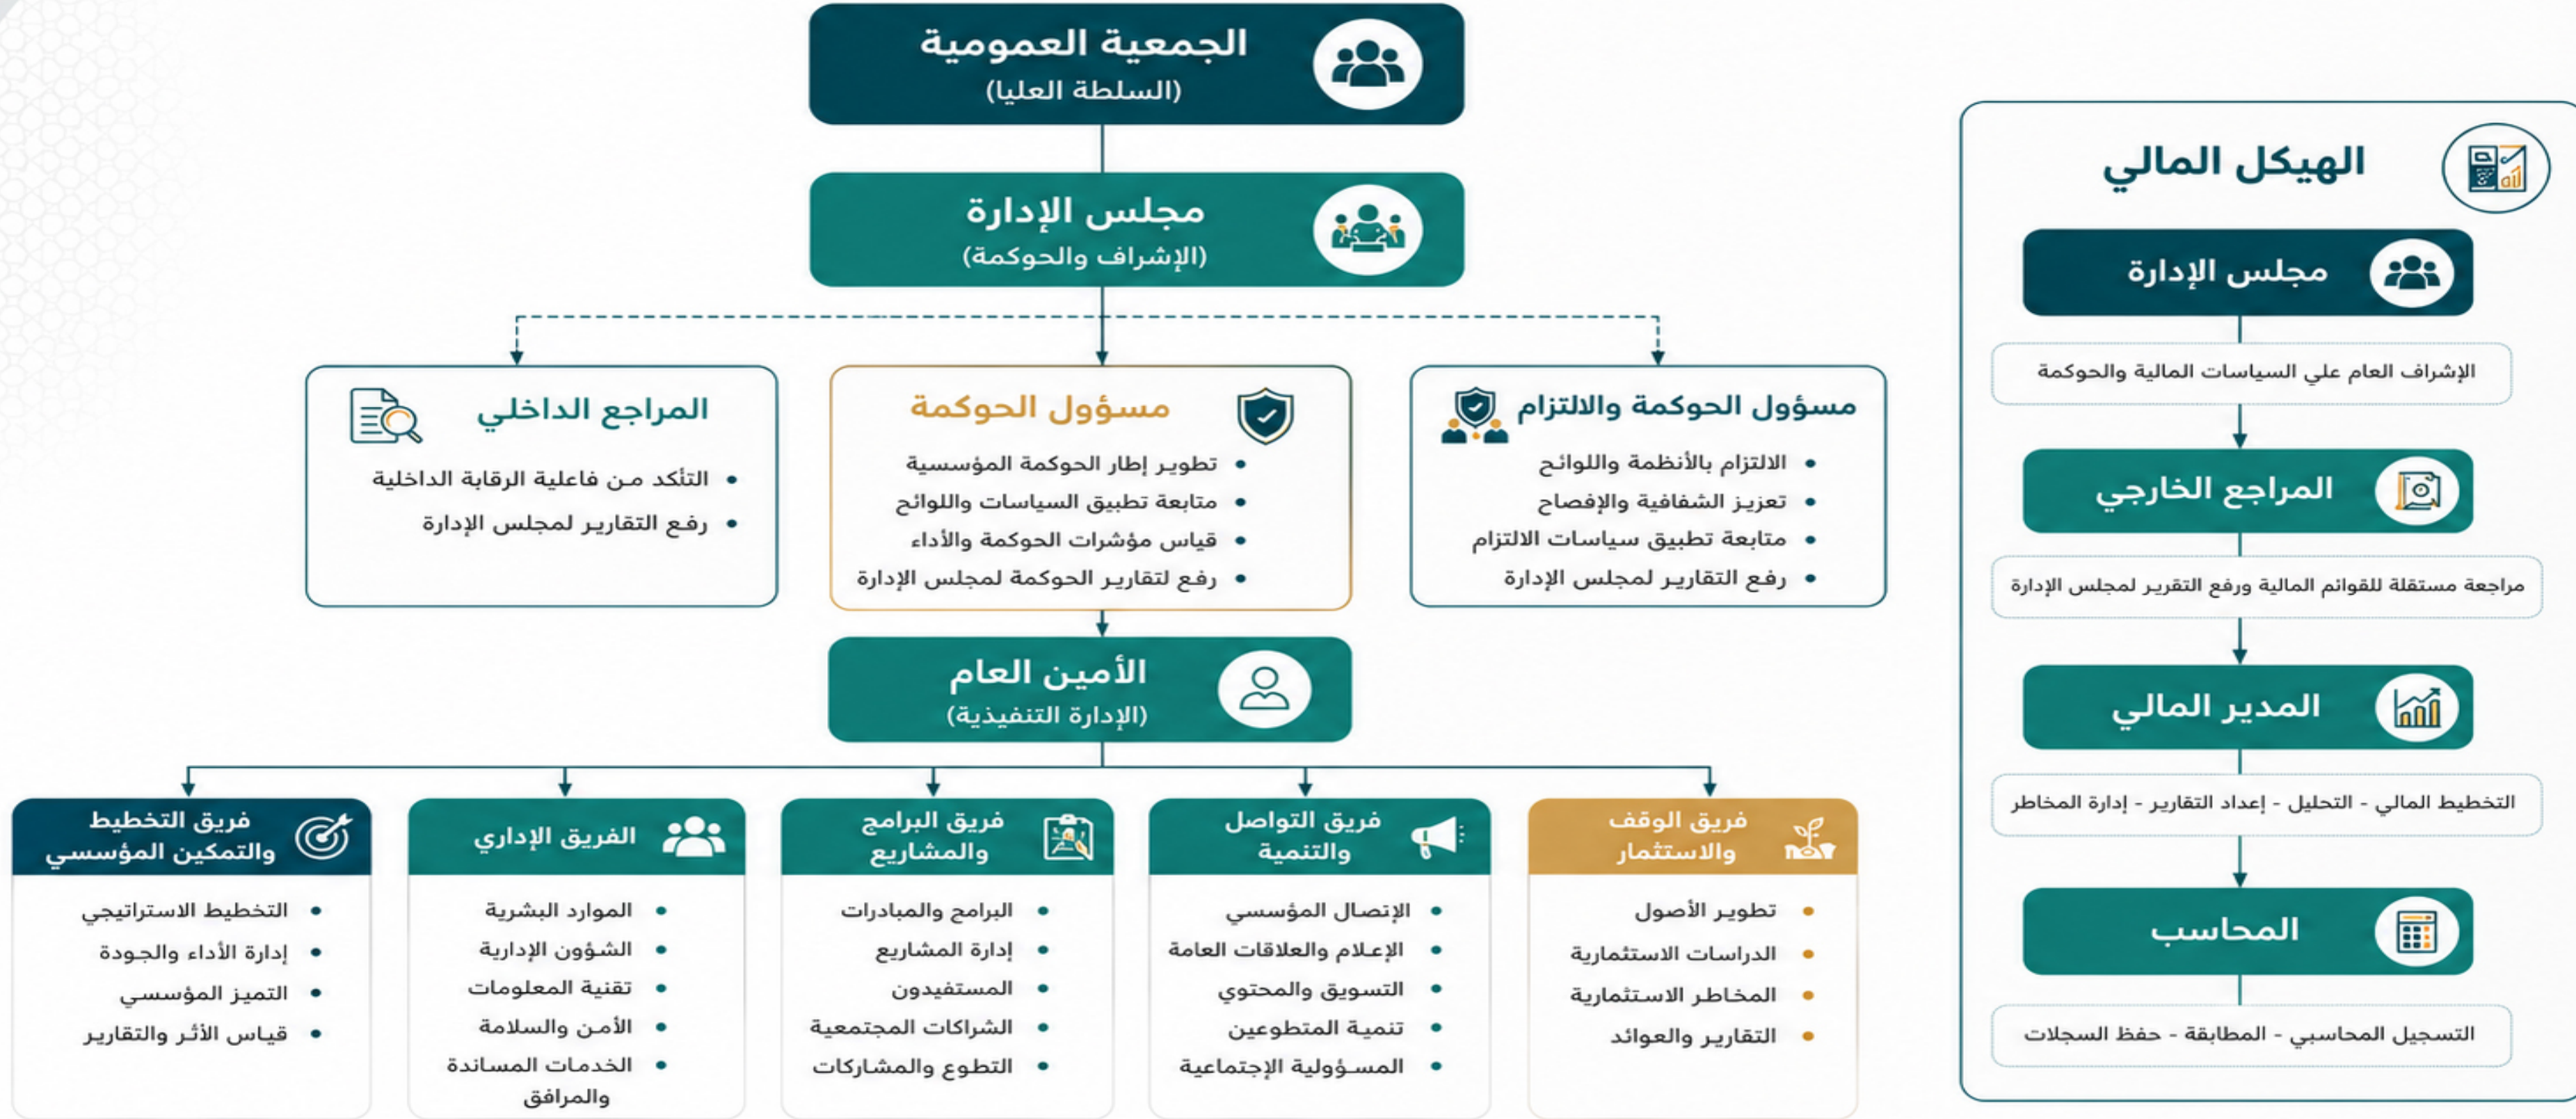 الجمعية العمومية
(السلطة العليا)
مجلس الإدارة
(الإشراف والحوكمة)
مسؤول الحوكمة والالتزام
الالتزام بالأنظمة واللوائح
تعزيز الشفافية والإفصاح
متابعة تطبيق سياسات الالتزام
رفع التقارير لمجلس الإدارة
مسؤول الحوكمة
تطوير إطار الحوكمة المؤسسية
متابعة تطبيق السياسات واللوائح
قياس مؤشرات الحوكمة والأداء
رفع لتقارير الحوكمة لمجلس الإدارة
المراجع الداخلي
التأكد من فاعلية الرقابة الداخلية
رفع التقارير لمجلس الإدارة
الأمين العام
(الإدارة التنفيذية)
فريق الوقف
والاستثمار
تطوير الأصول
الدراسات الاستثمارية
المخاطر الاستثمارية
التقارير والعوائد
فريق التواصل
والتنمية
الإتصال المؤسسي
الإعلام والعلاقات العامة
التسويق والمحتوي
تنمية المتطوعين
المسؤولية الإجتماعية
فريق البرامج
والمشاريع
البرامج والمبادرات
إدارة المشاريع
المستفيدون
الشراكات المجتمعية
التطوع والمشاركات
الفريق الإداري
الموارد البشرية
الشؤون الإدارية
تقنية المعلومات
الأمن والسلامة
الخدمات المساندة
والمرافق
فريق التخطيط
والتمكين المؤسسي
التخطيط الاستراتيجي
إدارة الأداء والجودة
التميز المؤسسي
قياس الأثر والتقارير
الهيكل المالي
مجلس الإدارة
الإشراف العام علي السياسات المالية والحوكمة
المراجع الخارجي
مراجعة مستقلة للقوائم المالية ورفع التقرير لمجلس الإدارة
المدير المالي
التخطيط المالي - التحليل - إعداد التقارير - إدارة المخاطر
المحاسب
التسجيل المحاسبي - المطابقة - حفظ السجلات